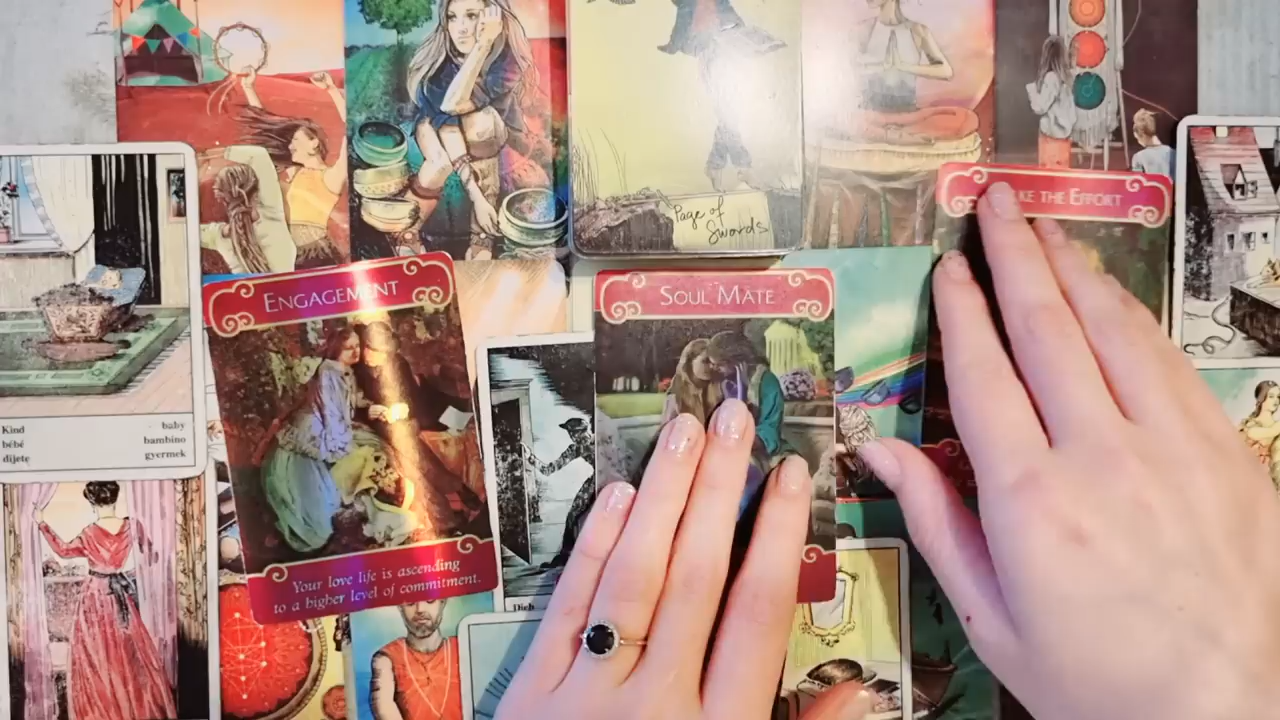 Page of
Swords
THE EFFORT
ENGAGEMENT
SOUL MATE
Kind baby
bébé bambino
dijete gyermek
Your love life is ascending
to a higher level of commitment.
Dieb